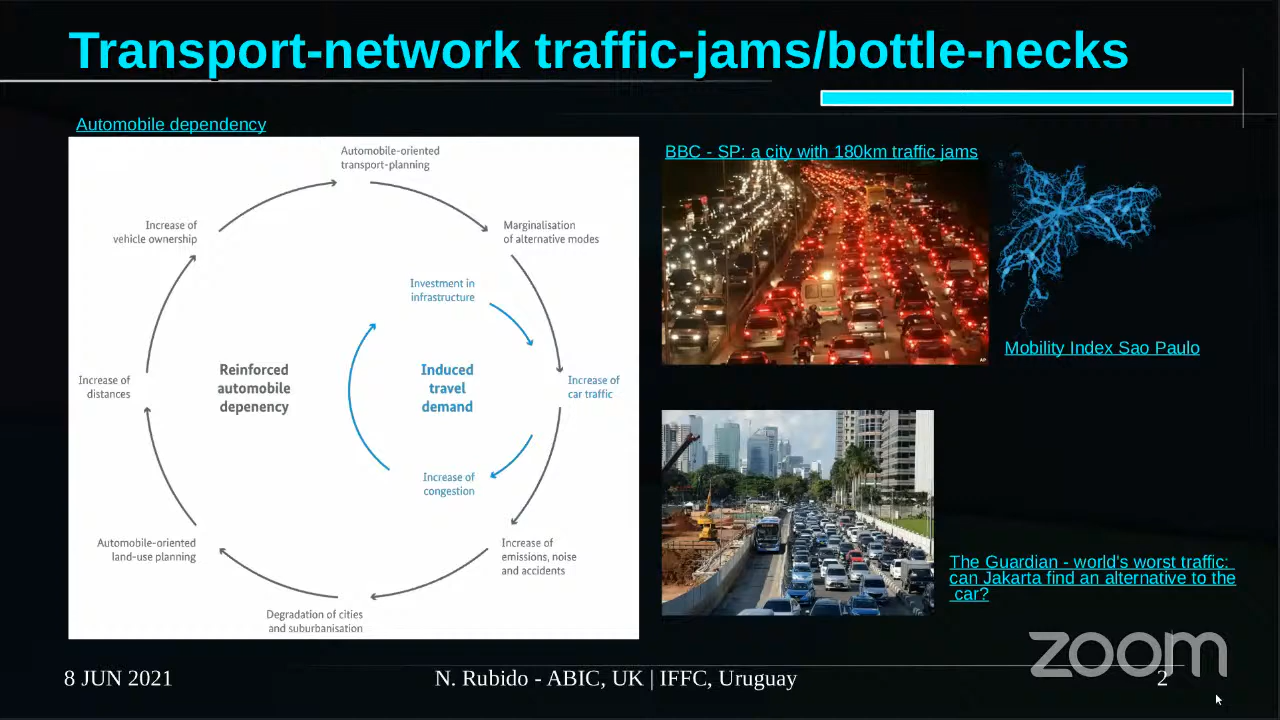 Transport-network traffic-jams/bottle-necks
Automobile dependency
Automobile-oriented
transport-planning
Increase of
vehicle ownership
Marginalisation
of alternative modes
Investment in
infrastructure
Reinforced
automobile
depenency
Induced
travel
demand
Increase of
distances
Increase of
car traffic
Increase of
congestion
Automobile-oriented
land-use planning
Increase of
emissions, noise
and accidents
Degradation of cities
and suburbanisation
BBC - SP: a city with 180km traffic jams
AP
Mobility Index Sao Paulo
The Guardian - world's worst traffic:
can Jakarta find an alternative to the
car?
zoom
8 JUN 2021
N. Rubido - ABIC, UK | IFFC, Uruguay
2